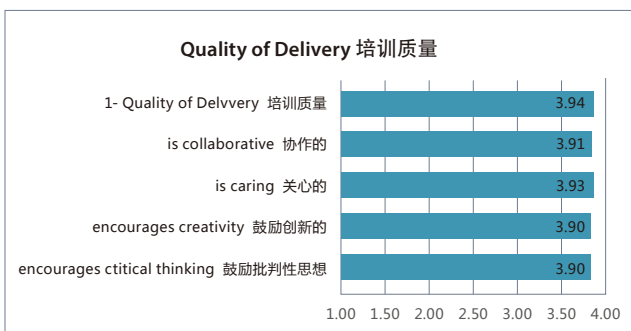 Quality of Delivery 培训质量
1- Quality of Delvvery 培训质量
3.94
is collaborative 协作的
3.91
is caring 关心的
3.93
encourages creativity 鼓励创新的
3.90
encourages ctitical thinking 鼓励批判性思想
3.90
1.00 1.50 2.00 2.50 3.00 3.50 4.00